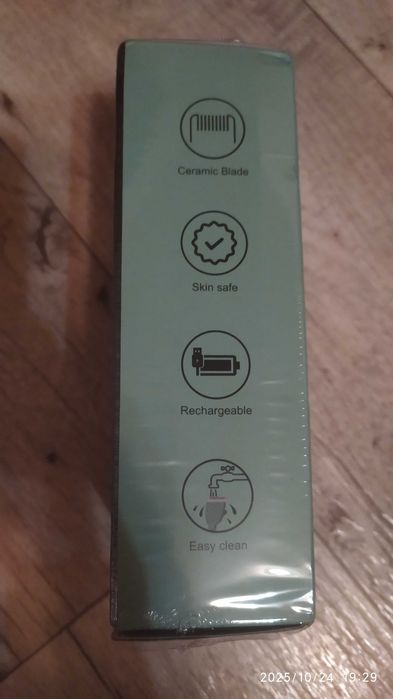 Ceramic Blade
Skin safe
Rechargeable
Easy clean
2025/10/24 19:29